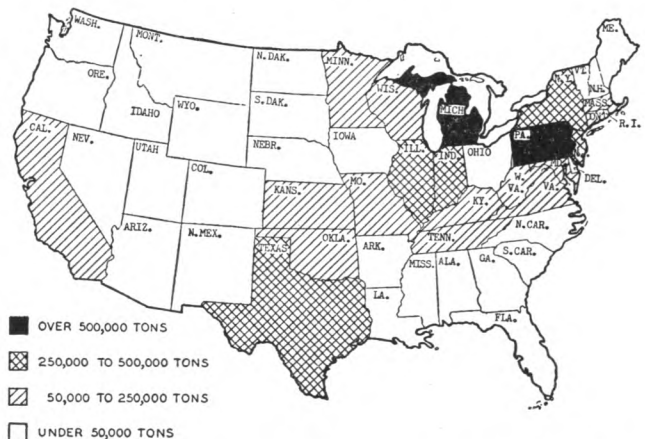 WASH.
MONT.
N.DAK.
MINN.
ME.
ORE.
IDAHO
WYO.
S.DAK.
WIS.
MICH
N.Y.
VT.
N.H.
MASS.
R.I.
CAL.
NEV.
UTAH
COL.
NEBR.
IOWA
ILL.
IND.
OHIO
PA.
DEL.
KANS.
MO.
KY.
W.
VA.
VA.
ARIZ.
N.MEX.
OKLA.
ARK.
TENN.
N.CAR.
TEXAS
MISS.
ALA.
GA.
S.CAR.
LA.
FLA.
OVER 500,000 TONS
250,000 TO 500,000 TONS
50,000 TO 250,000 TONS
UNDER 50,000 TONS